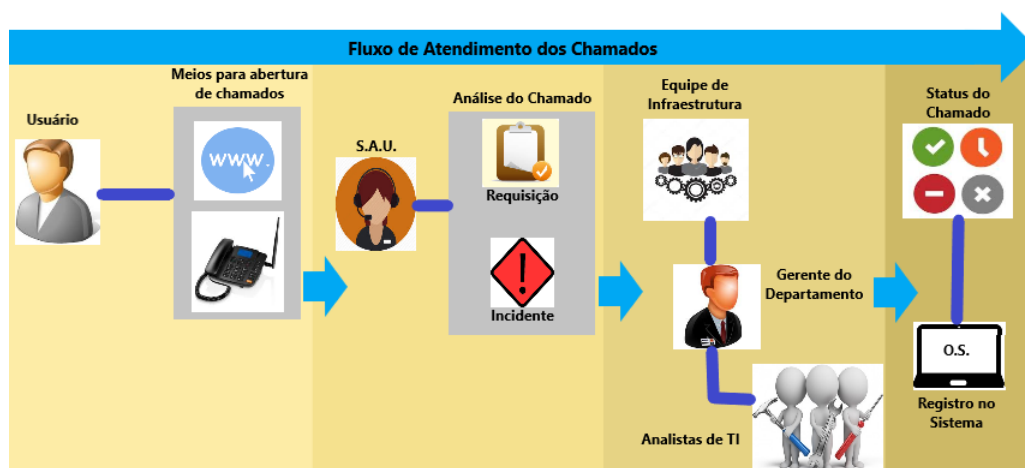 Fluxo de Atendimento dos Chamados
Usuário
Meios para abertura
de chamados
www.
S.A.U.
Análise do Chamado
Requisição
Incidente
Equipe de
Infraestrutura
Gerente do
Departamento
Analistas de TI
Status do
Chamado
O.S.
Registro no
Sistema